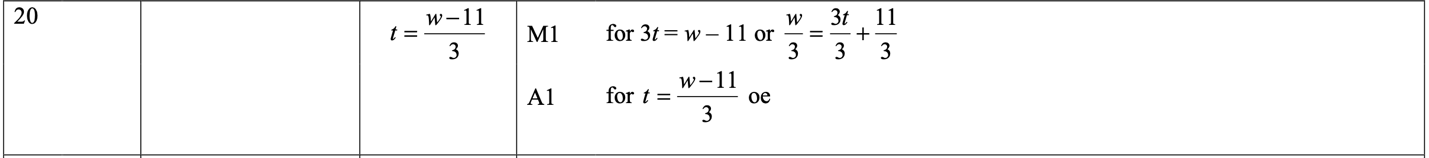 20
t = (w – 11)/3
M1 for 3t = w – 11 or w/3 = 3t/3 + 11/3
A1 for t = (w – 11)/3 oe